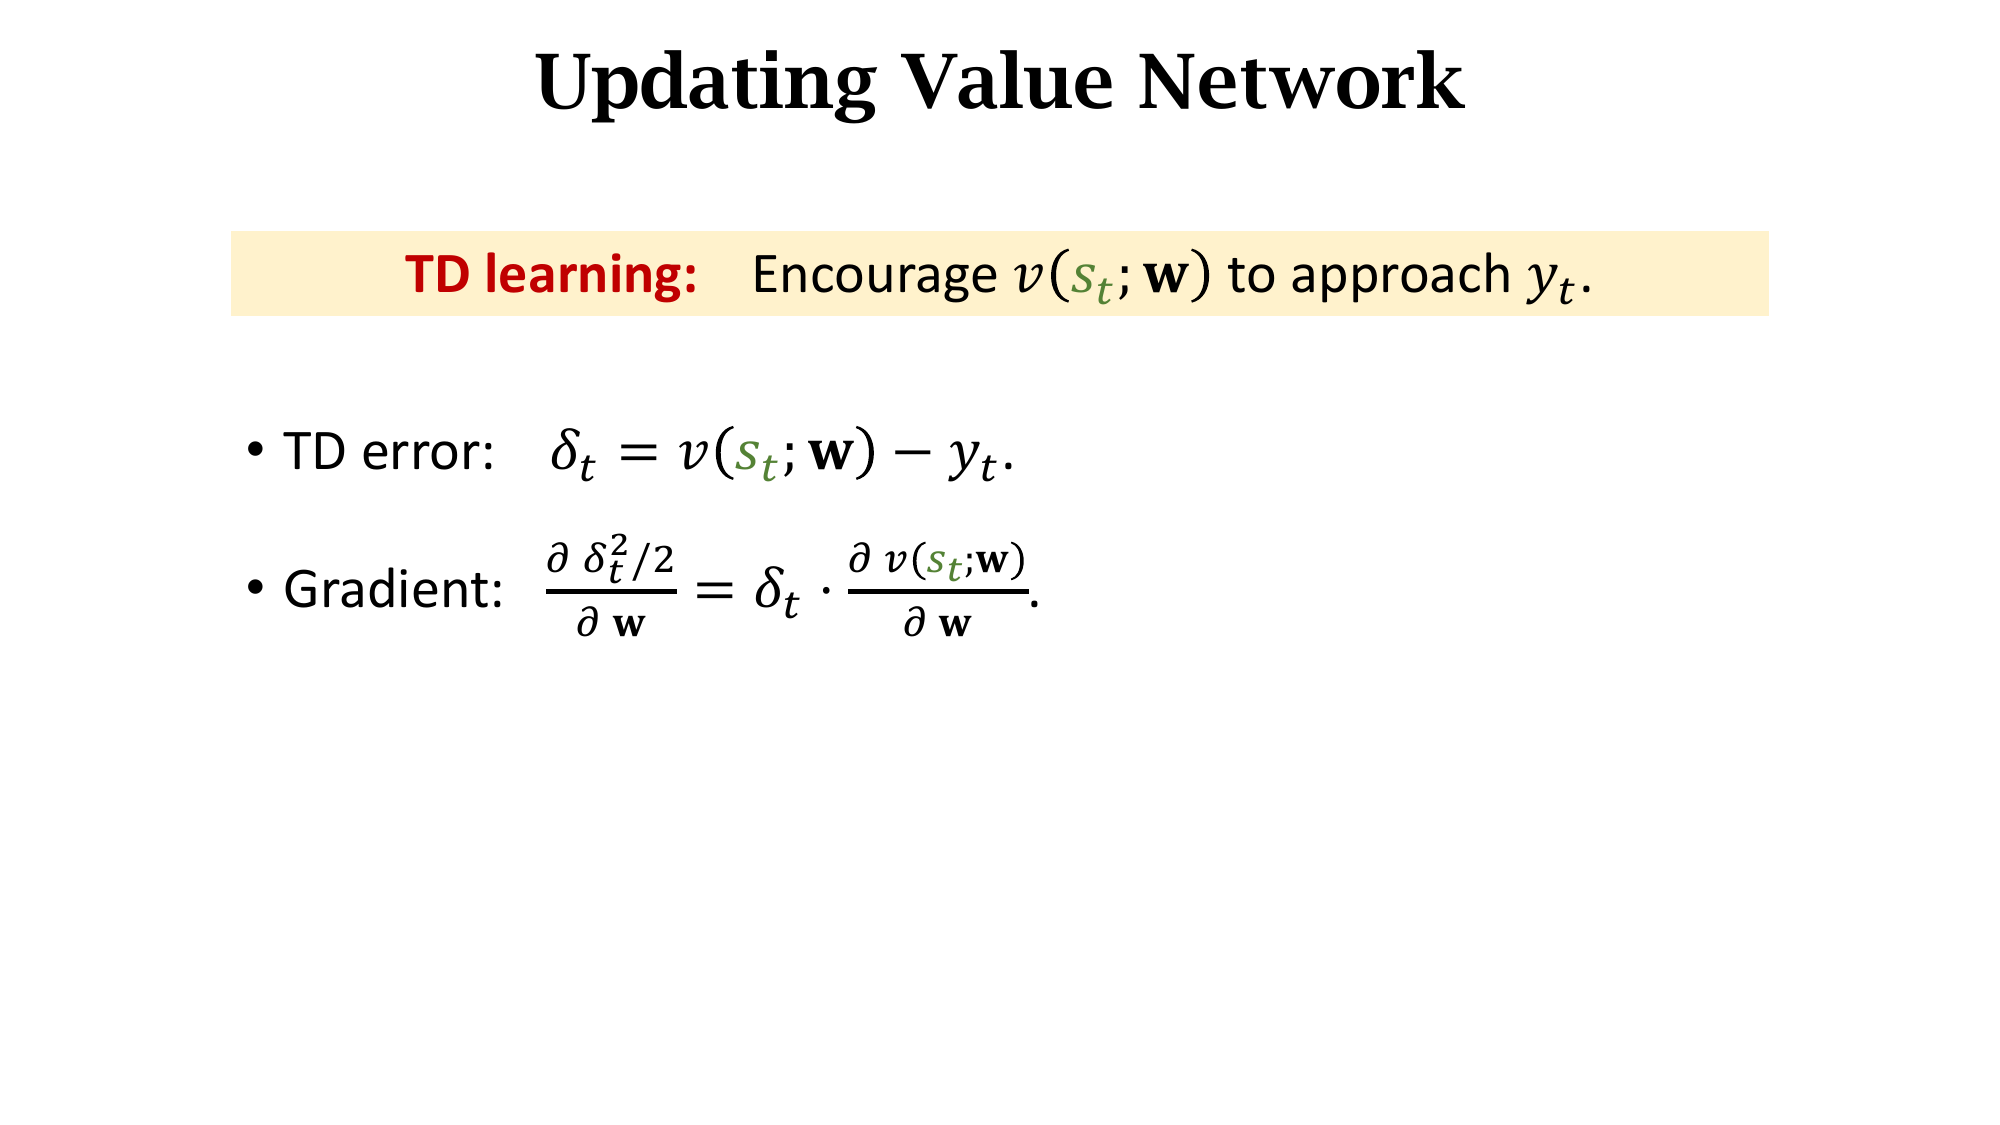 Updating Value Network
TD learning: Encourage $v(s_t; \mathbf{w})$ to approach $y_t$.
• TD error: $\delta_t = v(s_t; \mathbf{w}) - y_t$.
• Gradient: $\frac{\partial\, \delta_t^2/2}{\partial\, \mathbf{w}} = \delta_t \cdot \frac{\partial\, v(s_t;\mathbf{w})}{\partial\, \mathbf{w}}$.